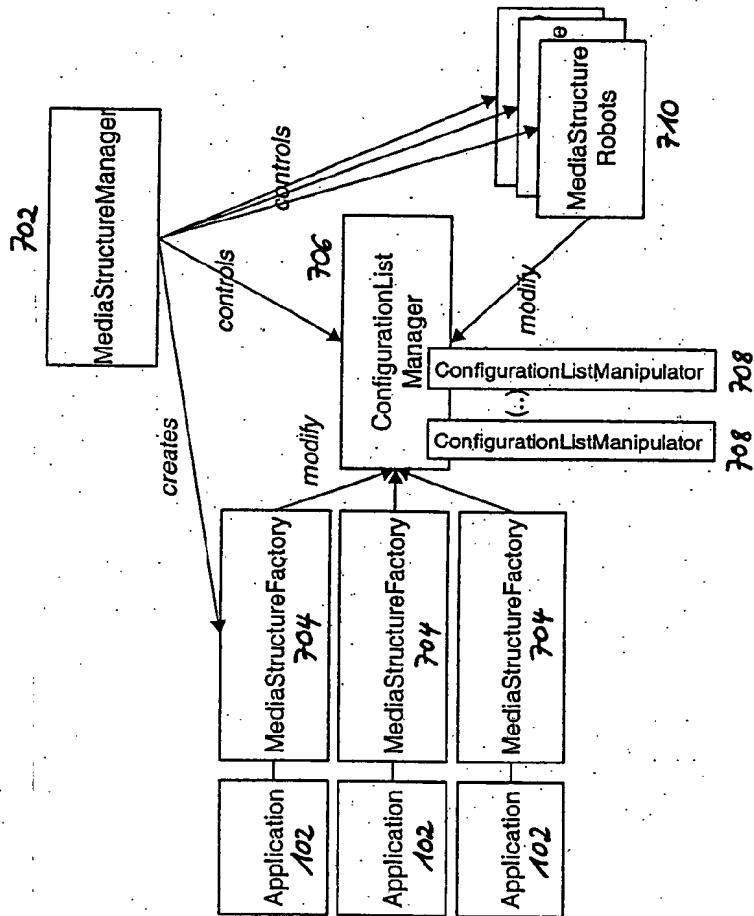 702
MediaStructureManager
creates
controls
controls
Application
102
MediaStructureFactory
704
Application
102
MediaStructureFactory
704
Application
102
MediaStructureFactory
704
modify
706
ConfigurationList
Manager
ConfigurationListManipulator
708
(..)
ConfigurationListManipulator
708
modify
e
MediaStructure
Robots
710